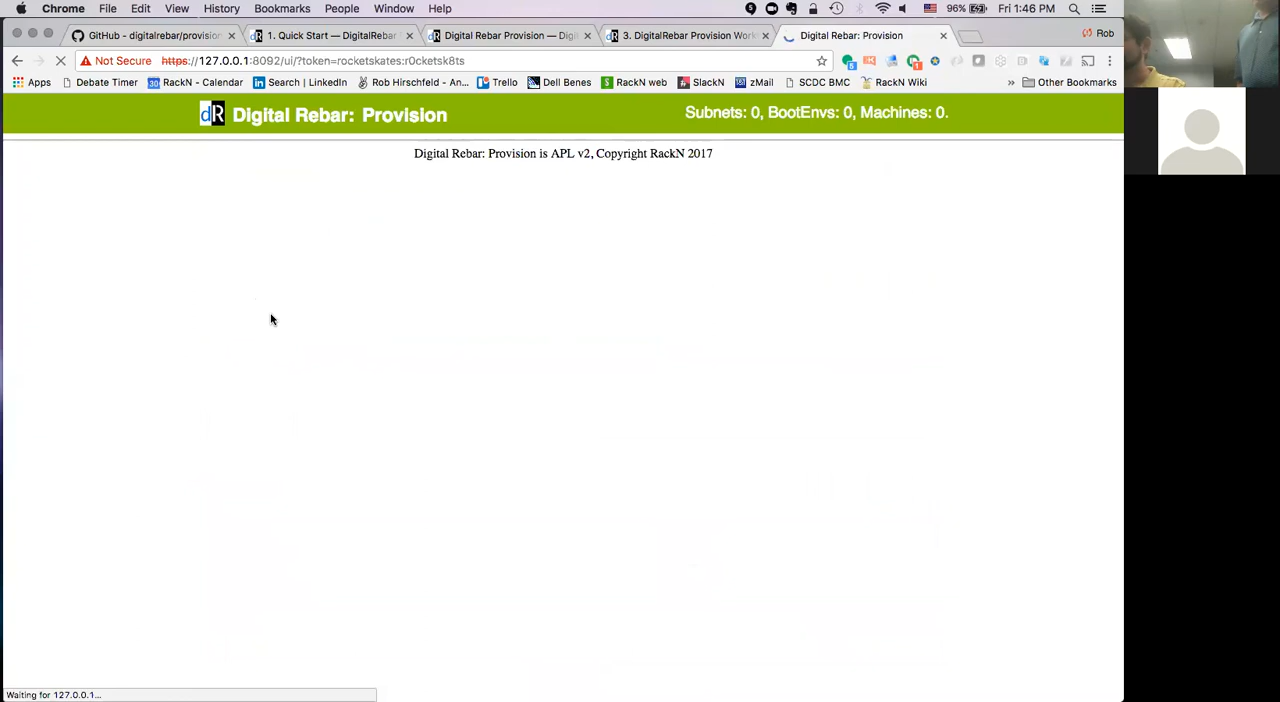 Chrome File Edit View History Bookmarks People Window Help 96% Fri 1:46 PM
GitHub - digitalrebar/provision 1. Quick Start — DigitalRebar Digital Rebar Provision — Digit 3. DigitalRebar Provision Work Digital Rebar: Provision Rob
Not Secure https://127.0.0.1:8092/ui/?token=rocketskates:r0cketsk8ts
Apps Debate Timer RackN - Calendar Search | LinkedIn Rob Hirschfeld - An... Trello Dell Benes RackN web SlackN zMail SCDC BMC RackN Wiki » Other Bookmarks
dR Digital Rebar: Provision Subnets: 0, BootEnvs: 0, Machines: 0.
Digital Rebar: Provision is APL v2, Copyright RackN 2017
Waiting for 127.0.0.1...